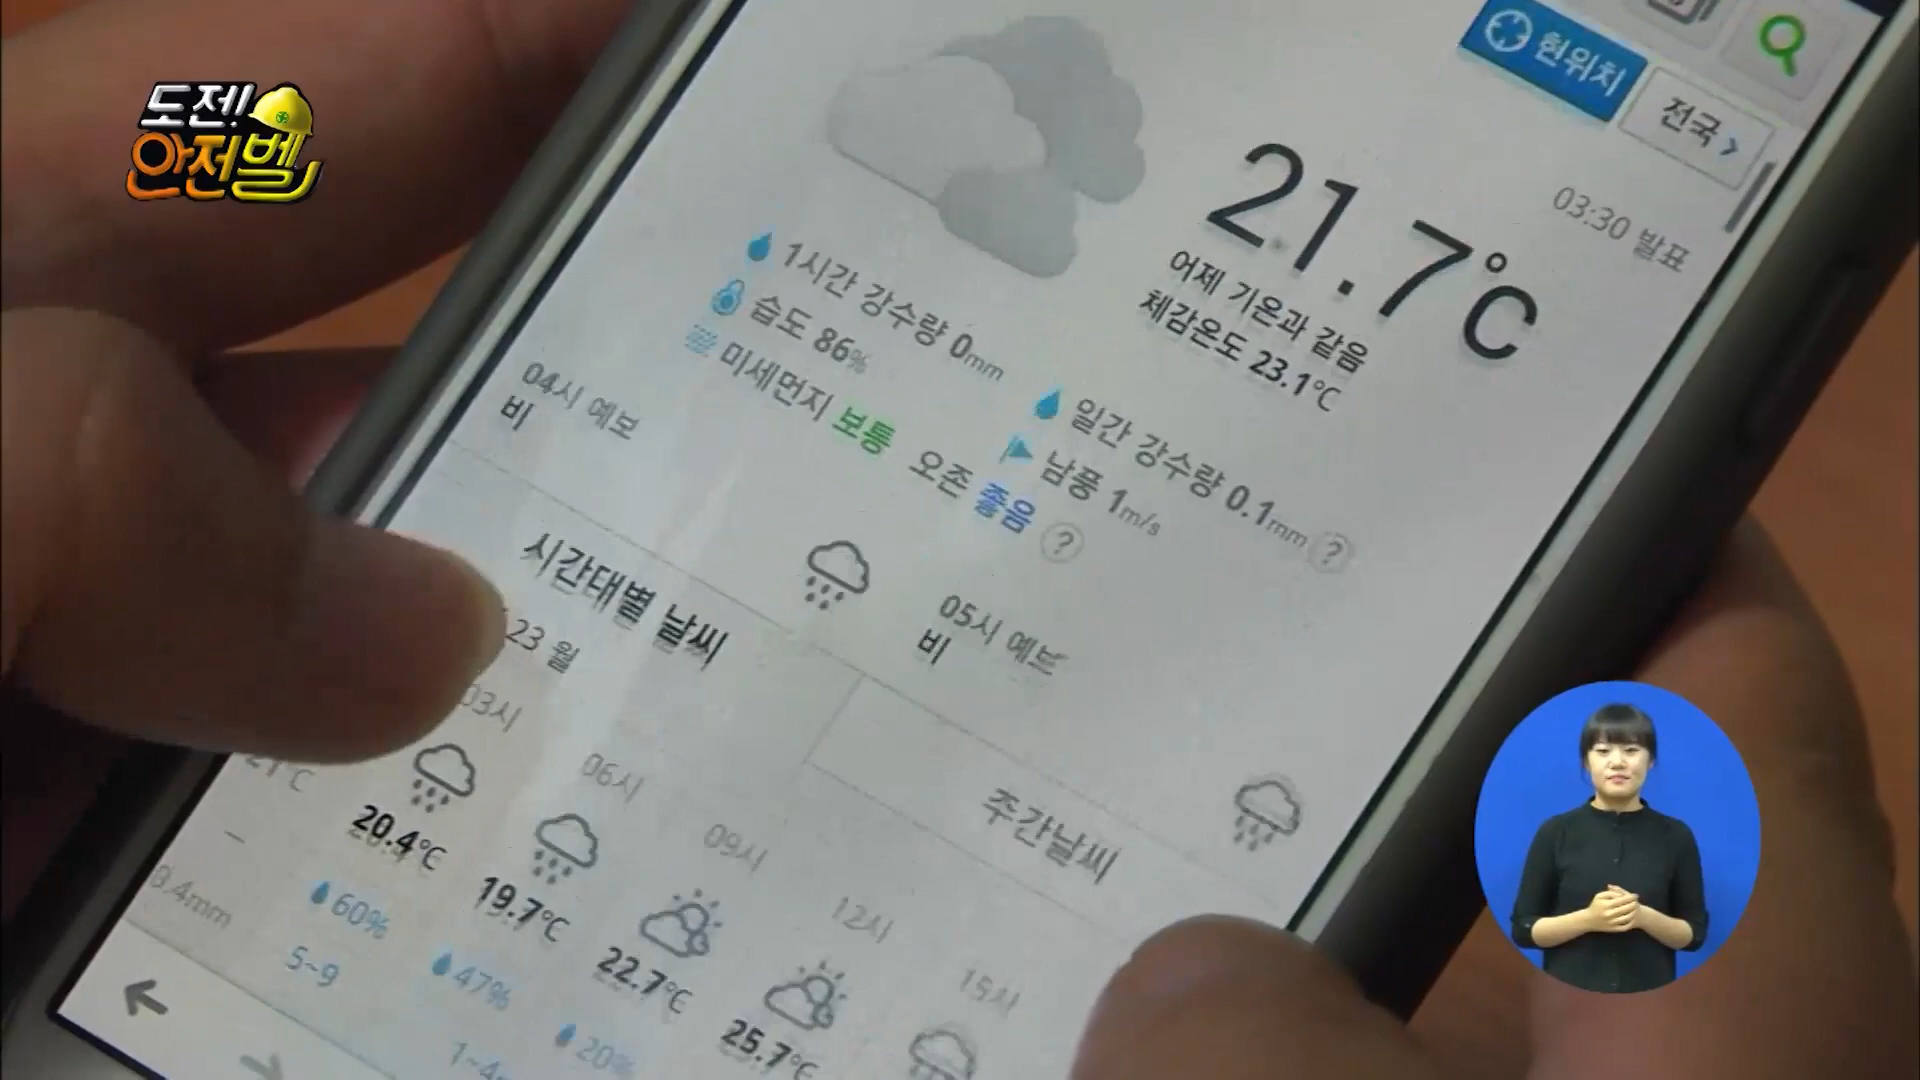 도전!
안전벨
현위치
전국 ›
03:30 발표
21.7°C
어제 기온과 같음
체감온도 23.1°C
1시간 강수량 0mm
일간 강수량 0.1mm ?
습도 86%
남풍 1m/s
미세먼지 보통 오존 좋음 ?
04시 예보
비
05시 예보
비
시간대별 날씨
주간날씨
23 월
03시
06시
09시
12시
15시
20.4°C
19.7°C
22.7°C
25.7°C
0.4mm
60%
47%
20%
5~9